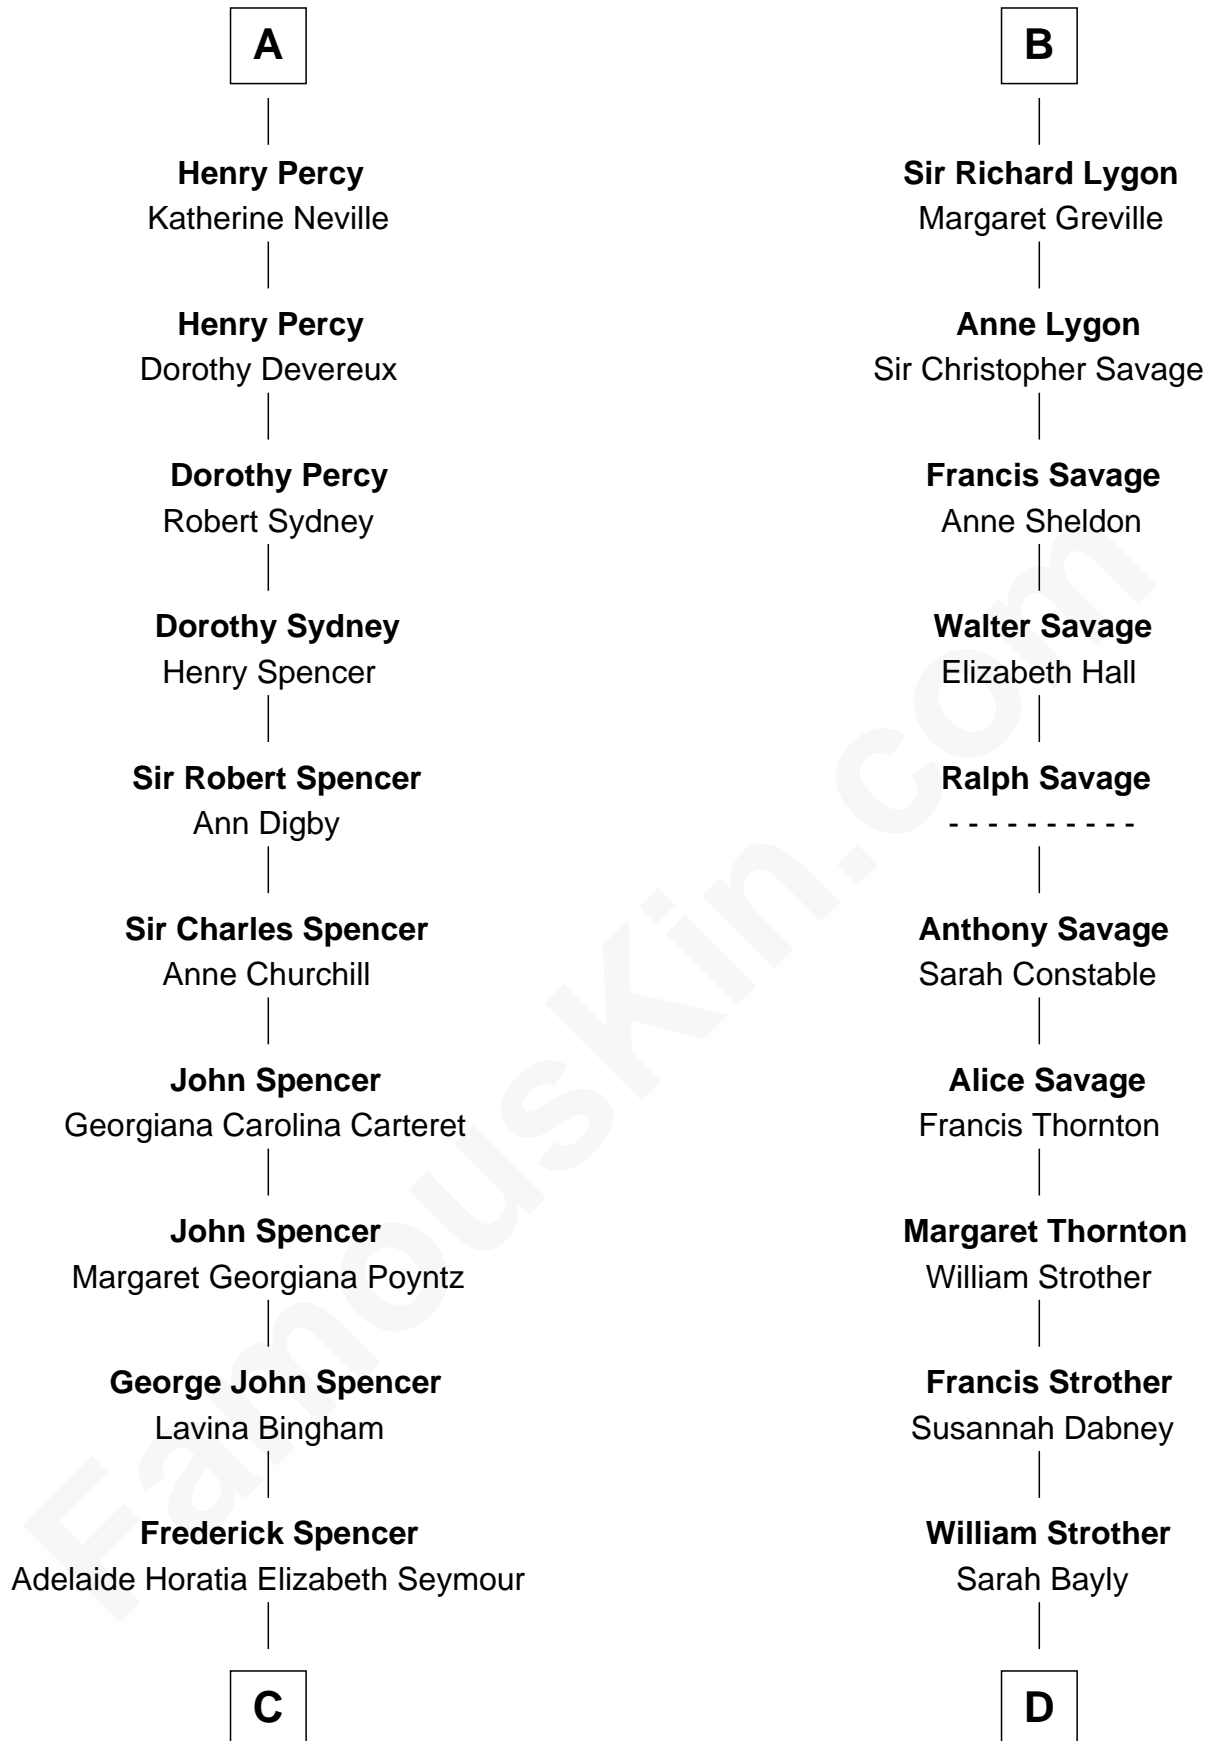 A
Henry Percy
Katherine Neville
Henry Percy
Dorothy Devereux
Dorothy Percy
Robert Sydney
Dorothy Sydney
Henry Spencer
Sir Robert Spencer
Ann Digby
Sir Charles Spencer
Anne Churchill
John Spencer
Georgiana Carolina Carteret
John Spencer
Margaret Georgiana Poyntz
George John Spencer
Lavina Bingham
Frederick Spencer
Adelaide Horatia Elizabeth Seymour
C
B
Sir Richard Lygon
Margaret Greville
Anne Lygon
Sir Christopher Savage
Francis Savage
Anne Sheldon
Walter Savage
Elizabeth Hall
Ralph Savage
- - - - - - - - - -
Anthony Savage
Sarah Constable
Alice Savage
Francis Thornton
Margaret Thornton
William Strother
Francis Strother
Susannah Dabney
William Strother
Sarah Bayly
D
FamousKin.com